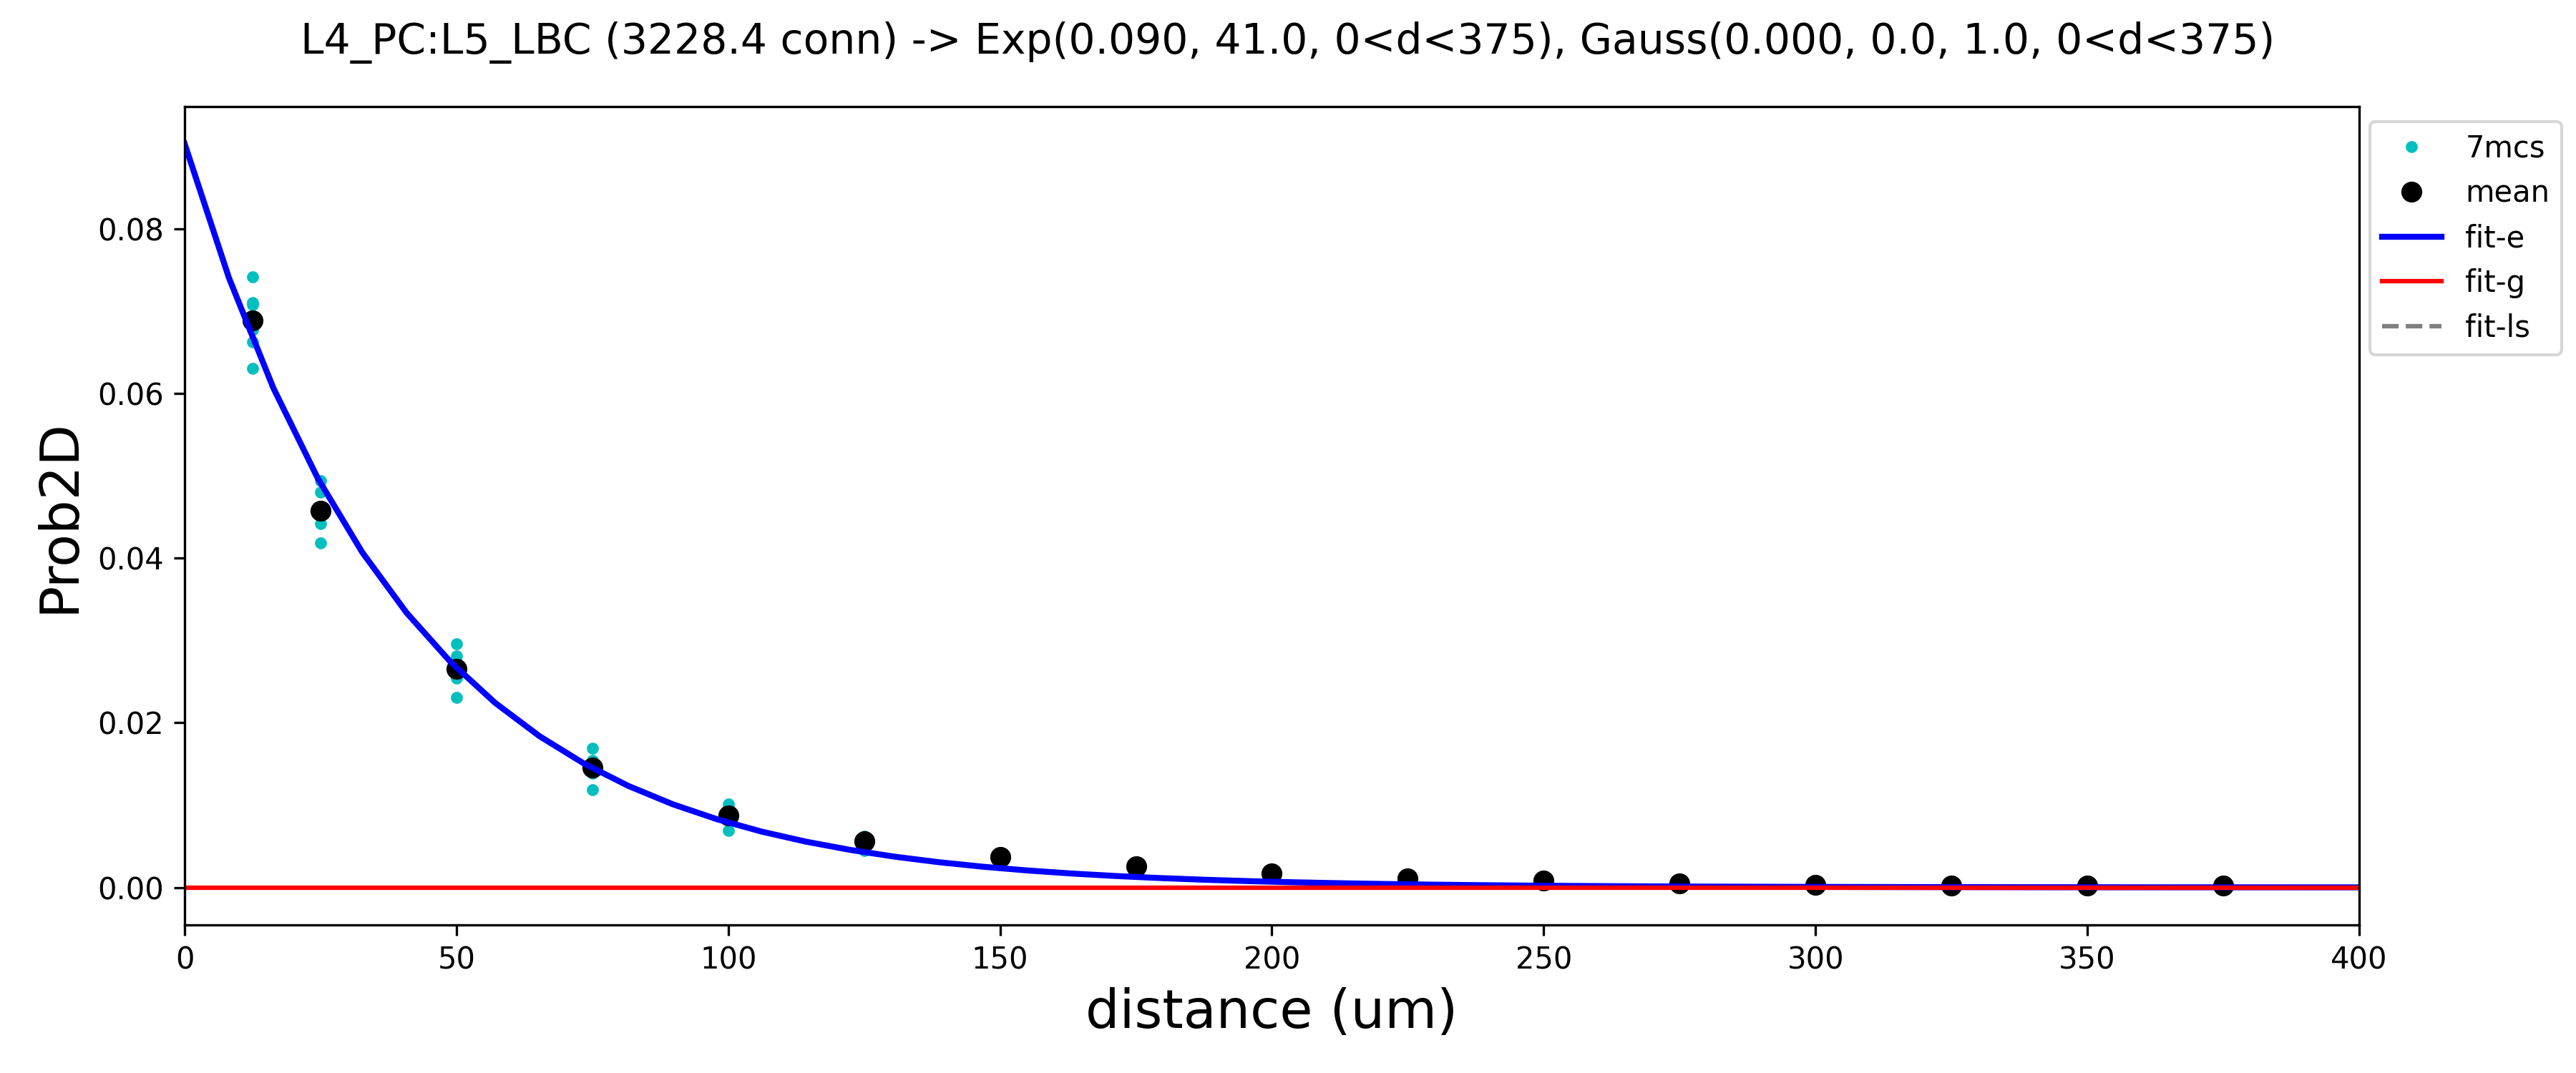 L4_PC:L5_LBC (3228.4 conn) -> Exp(0.090, 41.0, 0<d<375), Gauss(0.000, 0.0, 1.0, 0<d<375)
7mcs
mean
fit-e
fit-g
fit-ls
Prob2D
0.08
0.06
0.04
0.02
0.00
0 50 100 150 200 250 300 350 400
distance (um)